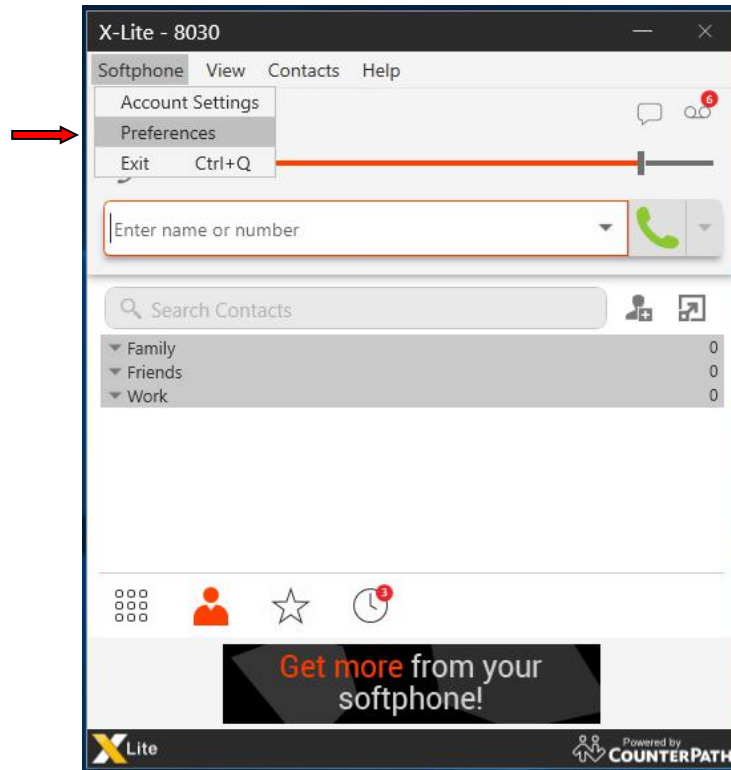 X-Lite - 8030
Softphone View Contacts Help
Account Settings
6
Preferences
Exit Ctrl+Q
Enter name or number
Search Contacts
Family 0
Friends 0
Work 0
3
Get more from your
softphone!
X Lite
Powered by
COUNTERPATH